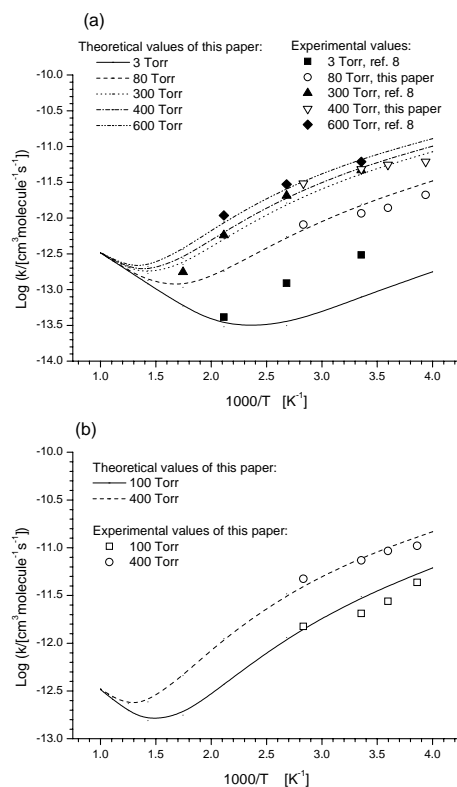 (a)
Theoretical values of this paper:
3 Torr
80 Torr
300 Torr
400 Torr
600 Torr
Experimental values:
3 Torr, ref. 8
80 Torr, this paper
300 Torr, ref. 8
400 Torr, this paper
600 Torr, ref. 8
Log (k/[cm³molecule⁻¹s⁻¹])
-10.0
-10.5
-11.0
-11.5
-12.0
-12.5
-13.0
-13.5
-14.0
1.0 1.5 2.0 2.5 3.0 3.5 4.0
1000/T [K⁻¹]
(b)
Theoretical values of this paper:
100 Torr
400 Torr
Experimental values of this paper:
100 Torr
400 Torr
Log (k/[cm³molecule⁻¹s⁻¹])
-10.0
-10.5
-11.0
-11.5
-12.0
-12.5
-13.0
1.0 1.5 2.0 2.5 3.0 3.5 4.0
1000/T [K⁻¹]